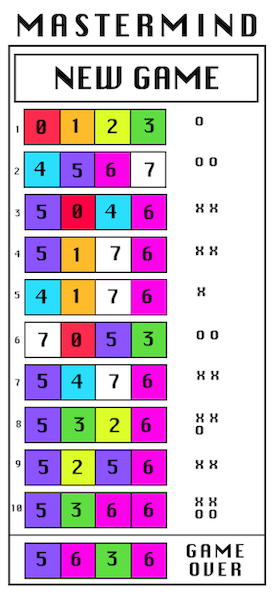 MASTERMIND
NEW GAME
1 0 1 2 3 O
2 4 5 6 7 O O
3 5 0 4 6 X X
4 5 1 7 6 X X
5 4 1 7 6 X
6 7 0 5 3 O O
7 5 4 7 6 X X
8 5 3 2 6 X X
O
9 5 2 5 6 X X
10 5 3 6 6 X X
O O
5 6 3 6 GAME
OVER